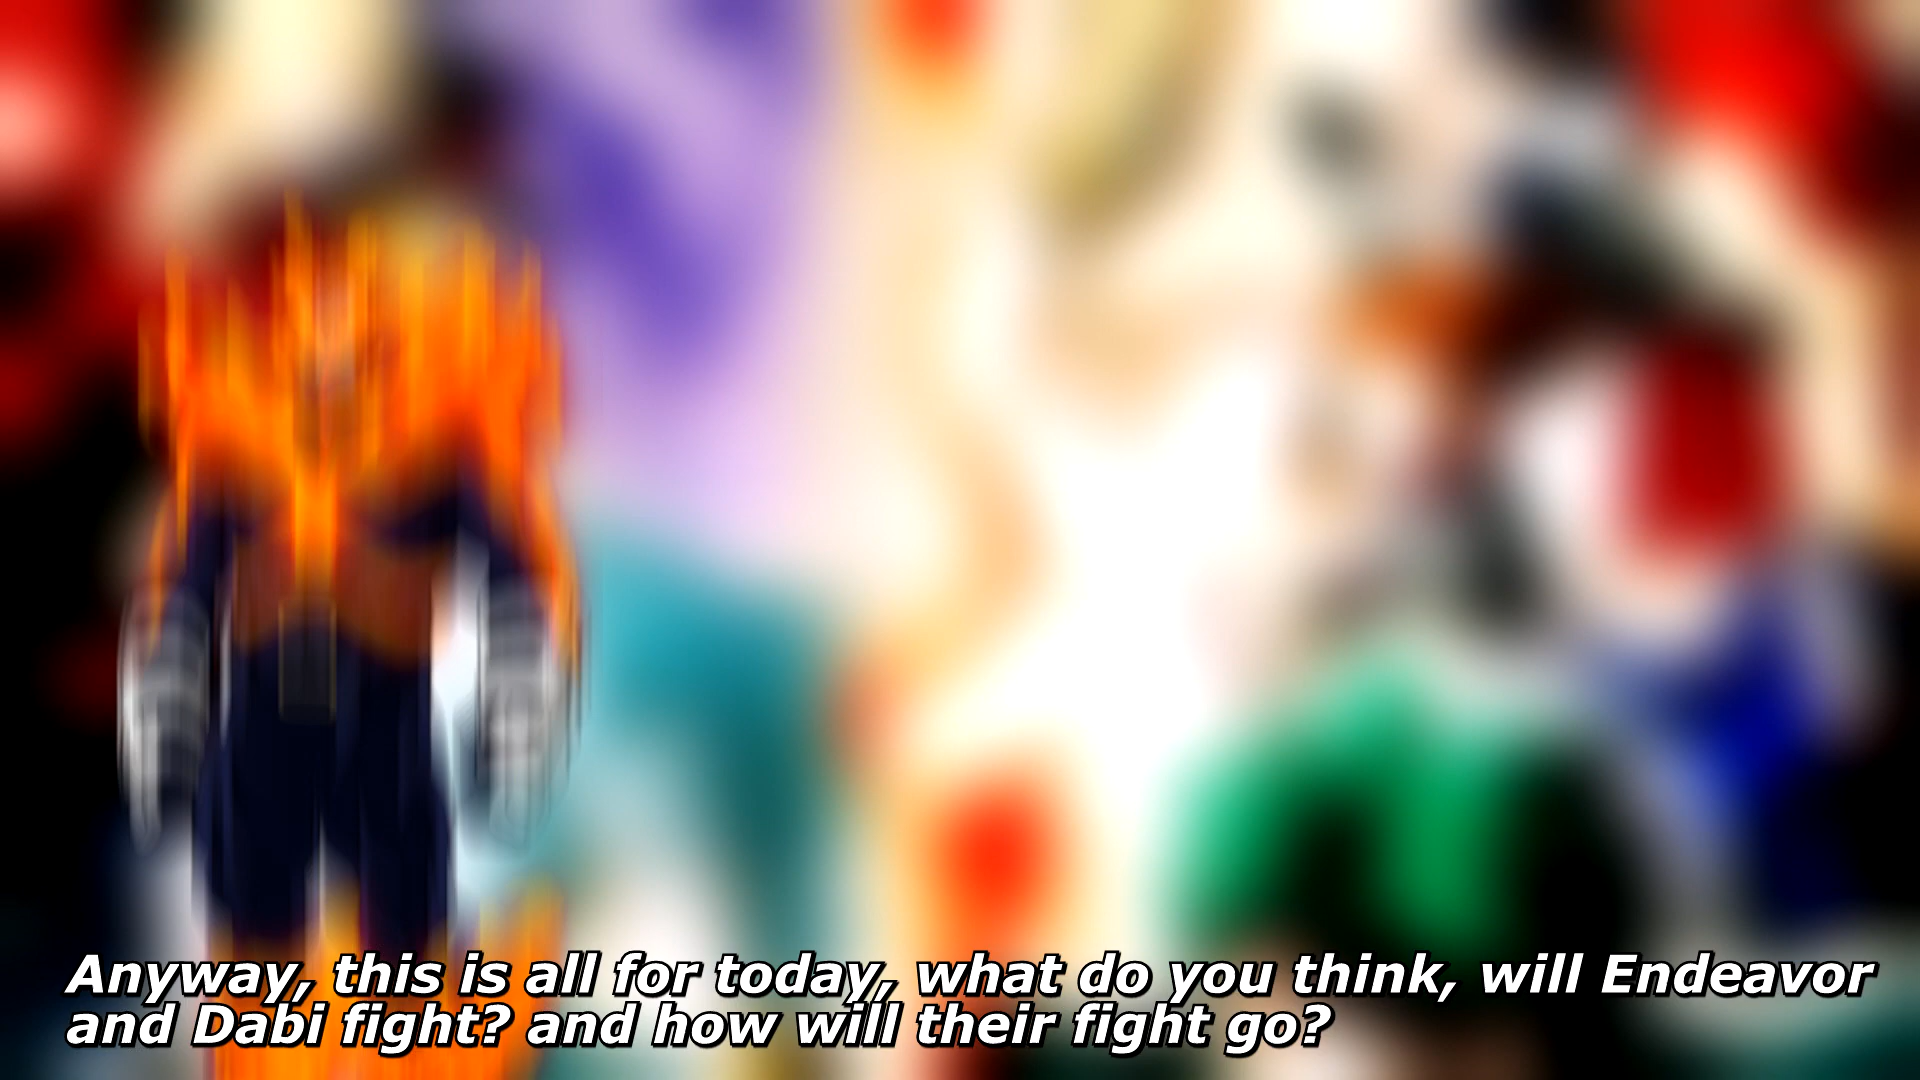 Anyway, this is all for today, what do you think, will Endeavor
and Dabi fight? and how will their fight go?